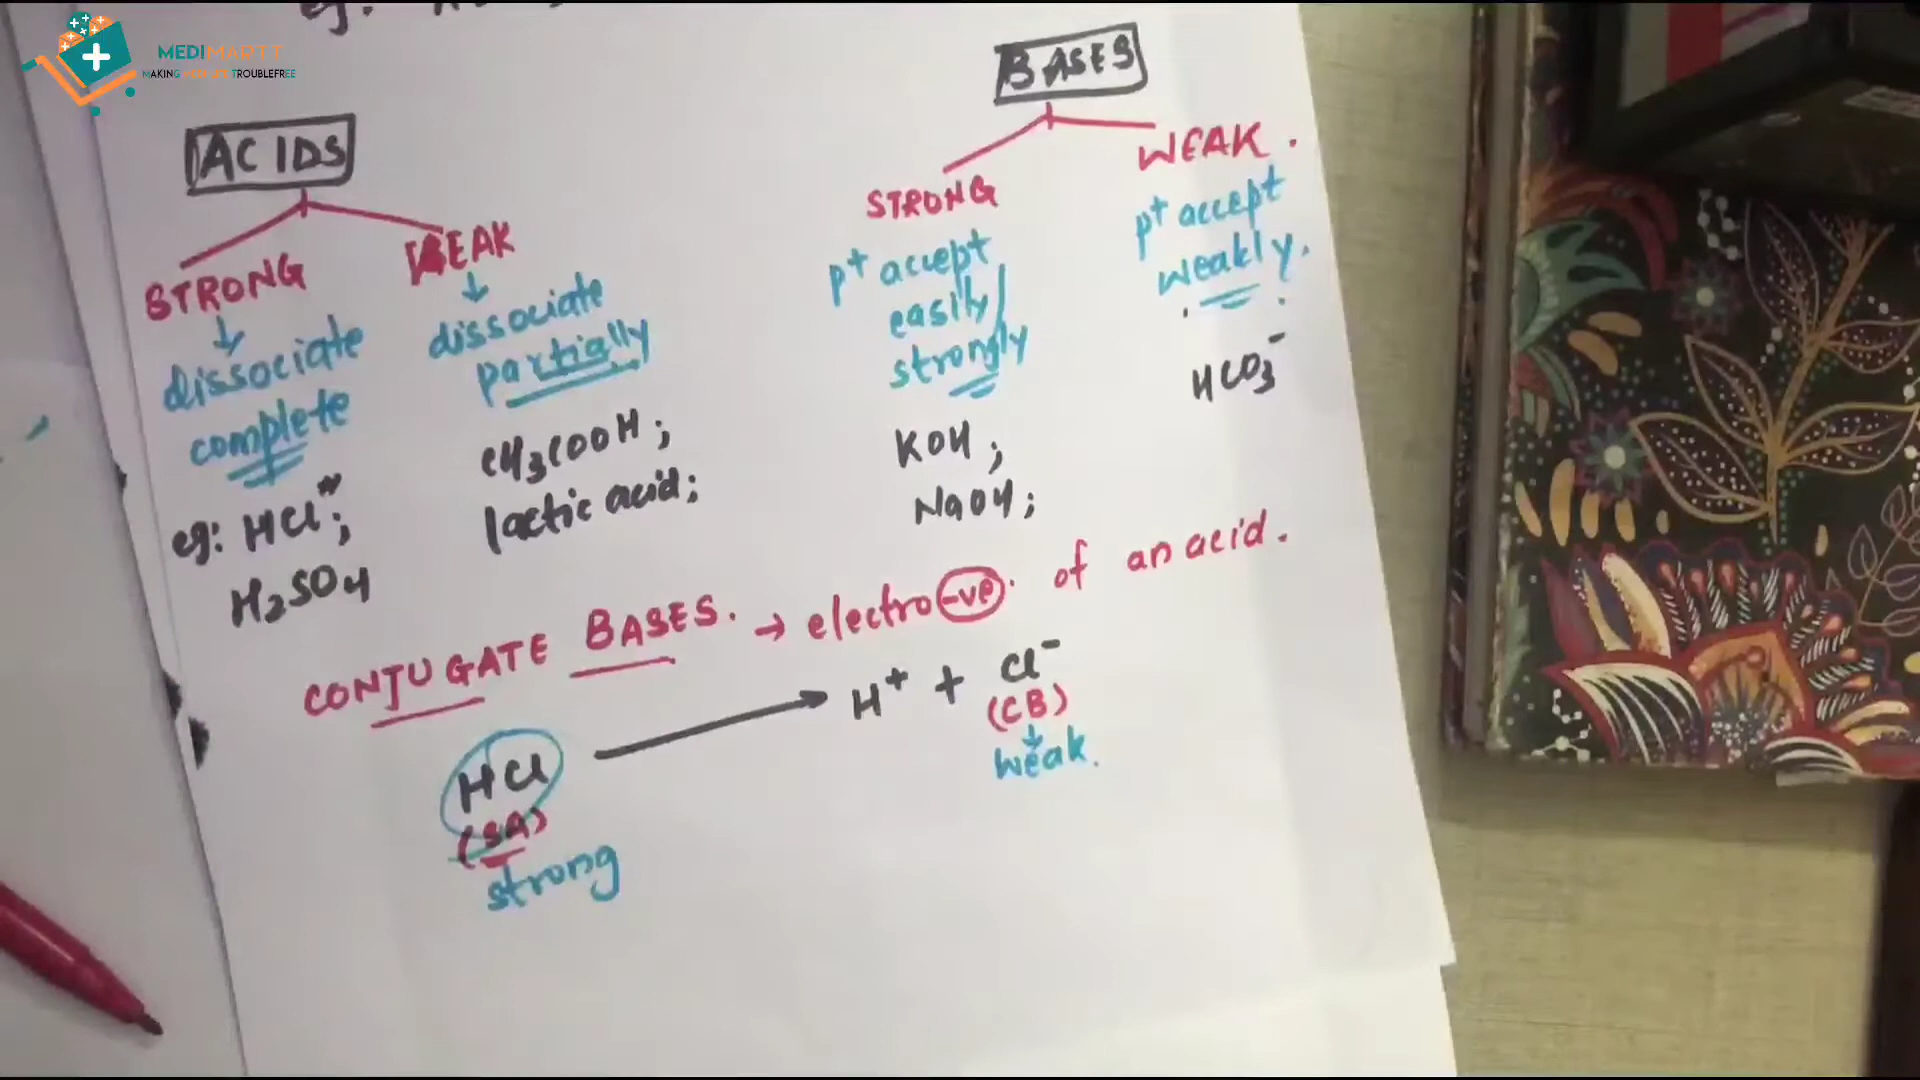 eg:
MEDIMARTT
TROUBLEFREE
ACIDS
STRONG
WEAK
dissociate
complete
dissociate
partially
eg: HCl;
H2SO4
CH3COOH;
lactic acid;
BASES
STRONG
WEAK.
p+ accept
easily/
strongly
p+ accept
weakly.
KOH;
NaOH;
HCO3-
CONJUGATE BASES. → electro -ve. of an acid.
HCl → H+ + Cl-
(SA)
strong
(CB)
weak.